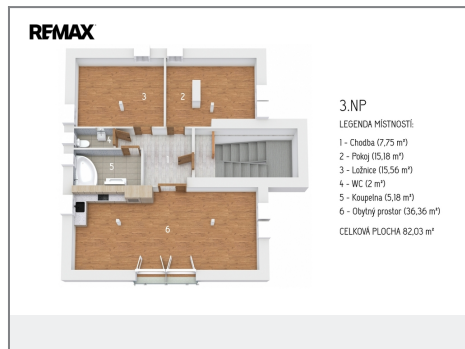 RE/MAX
3
2
5
6
3.NP
LEGENDA MÍSTNOSTÍ:
1 - Chodba (7,75 m²)
2 - Pokoj (15,18 m²)
3 - Ložnice (15,56 m²)
4 - WC (2 m²)
5 - Koupelna (5,18 m²)
6 - Obytný prostor (36,36 m²)
CELKOVÁ PLOCHA 82,03 m²